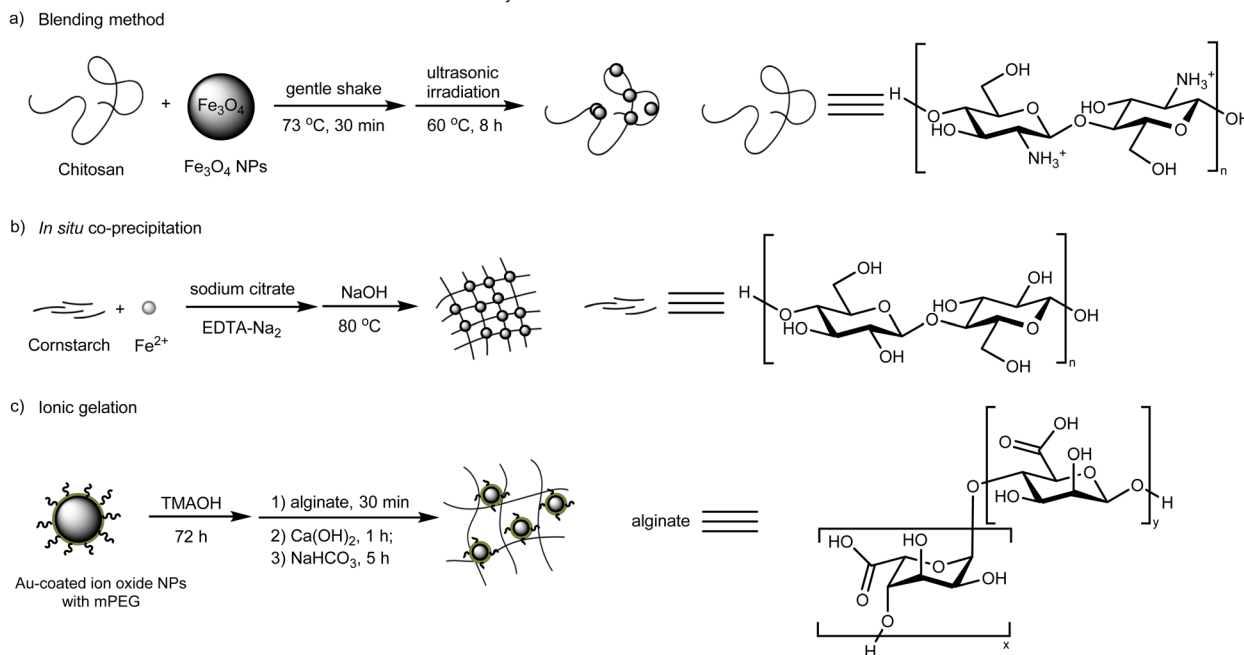 a) Blending method
Chitosan
+
Fe₃O₄
Fe₃O₄ NPs
gentle shake
73 °C, 30 min
ultrasonic
irradiation
60 °C, 8 h
H
O
HO
OH
O
NH₃⁺
O
HO
NH₃⁺
O
OH
OH
n
b) In situ co-precipitation
Cornstarch
+
Fe²⁺
sodium citrate
EDTA-Na₂
NaOH
80 °C
H
O
HO
OH
O
OH
O
HO
OH
O
OH
OH
n
c) Ionic gelation
Au-coated ion oxide NPs
with mPEG
TMAOH
72 h
1) alginate, 30 min
2) Ca(OH)₂, 1 h;
3) NaHCO₃, 5 h
alginate
O
OH
OH
O
O
HO
O
H
y
HO
O
HO
O
OH
O
H
x